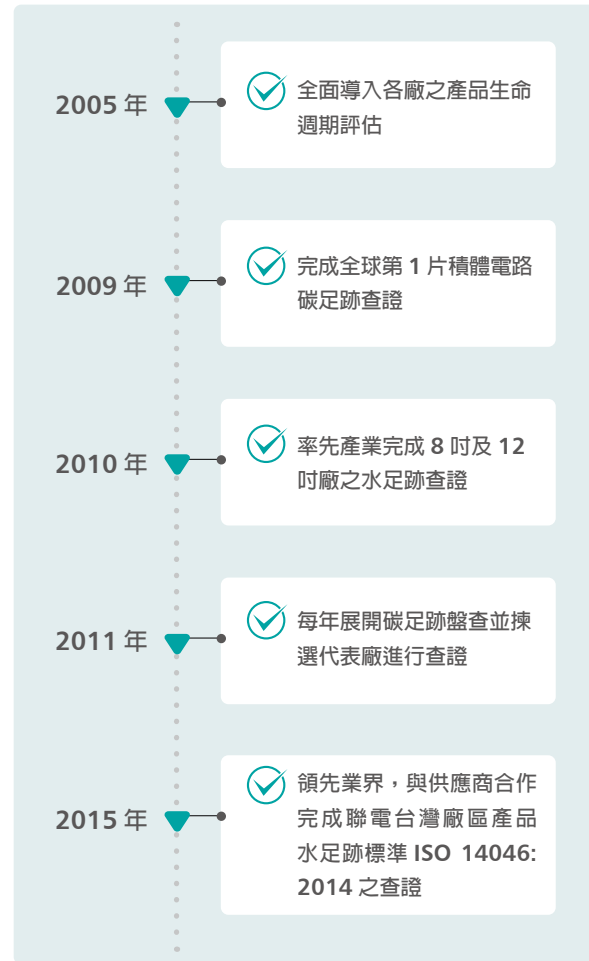 2005 年
全面導入各廠之產品生命
週期評估
2009 年
完成全球第 1 片積體電路
碳足跡查證
2010 年
率先產業完成 8 吋及 12
吋廠之水足跡查證
2011 年
每年展開碳足跡盤查並揀
選代表廠進行查證
2015 年
領先業界，與供應商合作
完成聯電台灣廠區產品
水足跡標準 ISO 14046:
2014 之查證